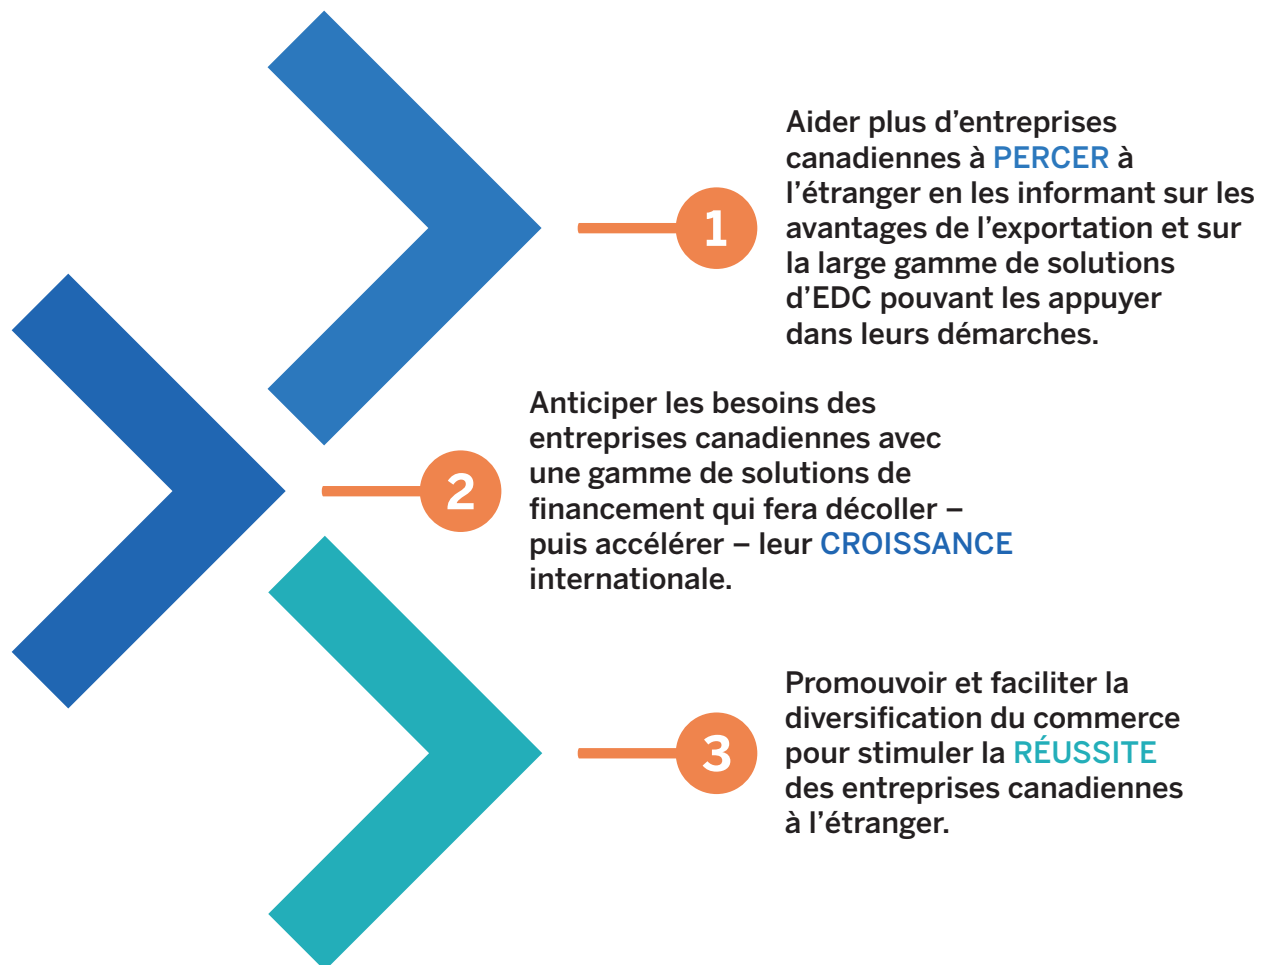 1
Aider plus d’entreprises
canadiennes à PERCER à
l’étranger en les informant sur les
avantages de l’exportation et sur
la large gamme de solutions
d’EDC pouvant les appuyer
dans leurs démarches.
2
Anticiper les besoins des
entreprises canadiennes avec
une gamme de solutions de
financement qui fera décoller –
puis accélérer – leur CROISSANCE
internationale.
3
Promouvoir et faciliter la
diversification du commerce
pour stimuler la RÉUSSITE
des entreprises canadiennes
à l’étranger.